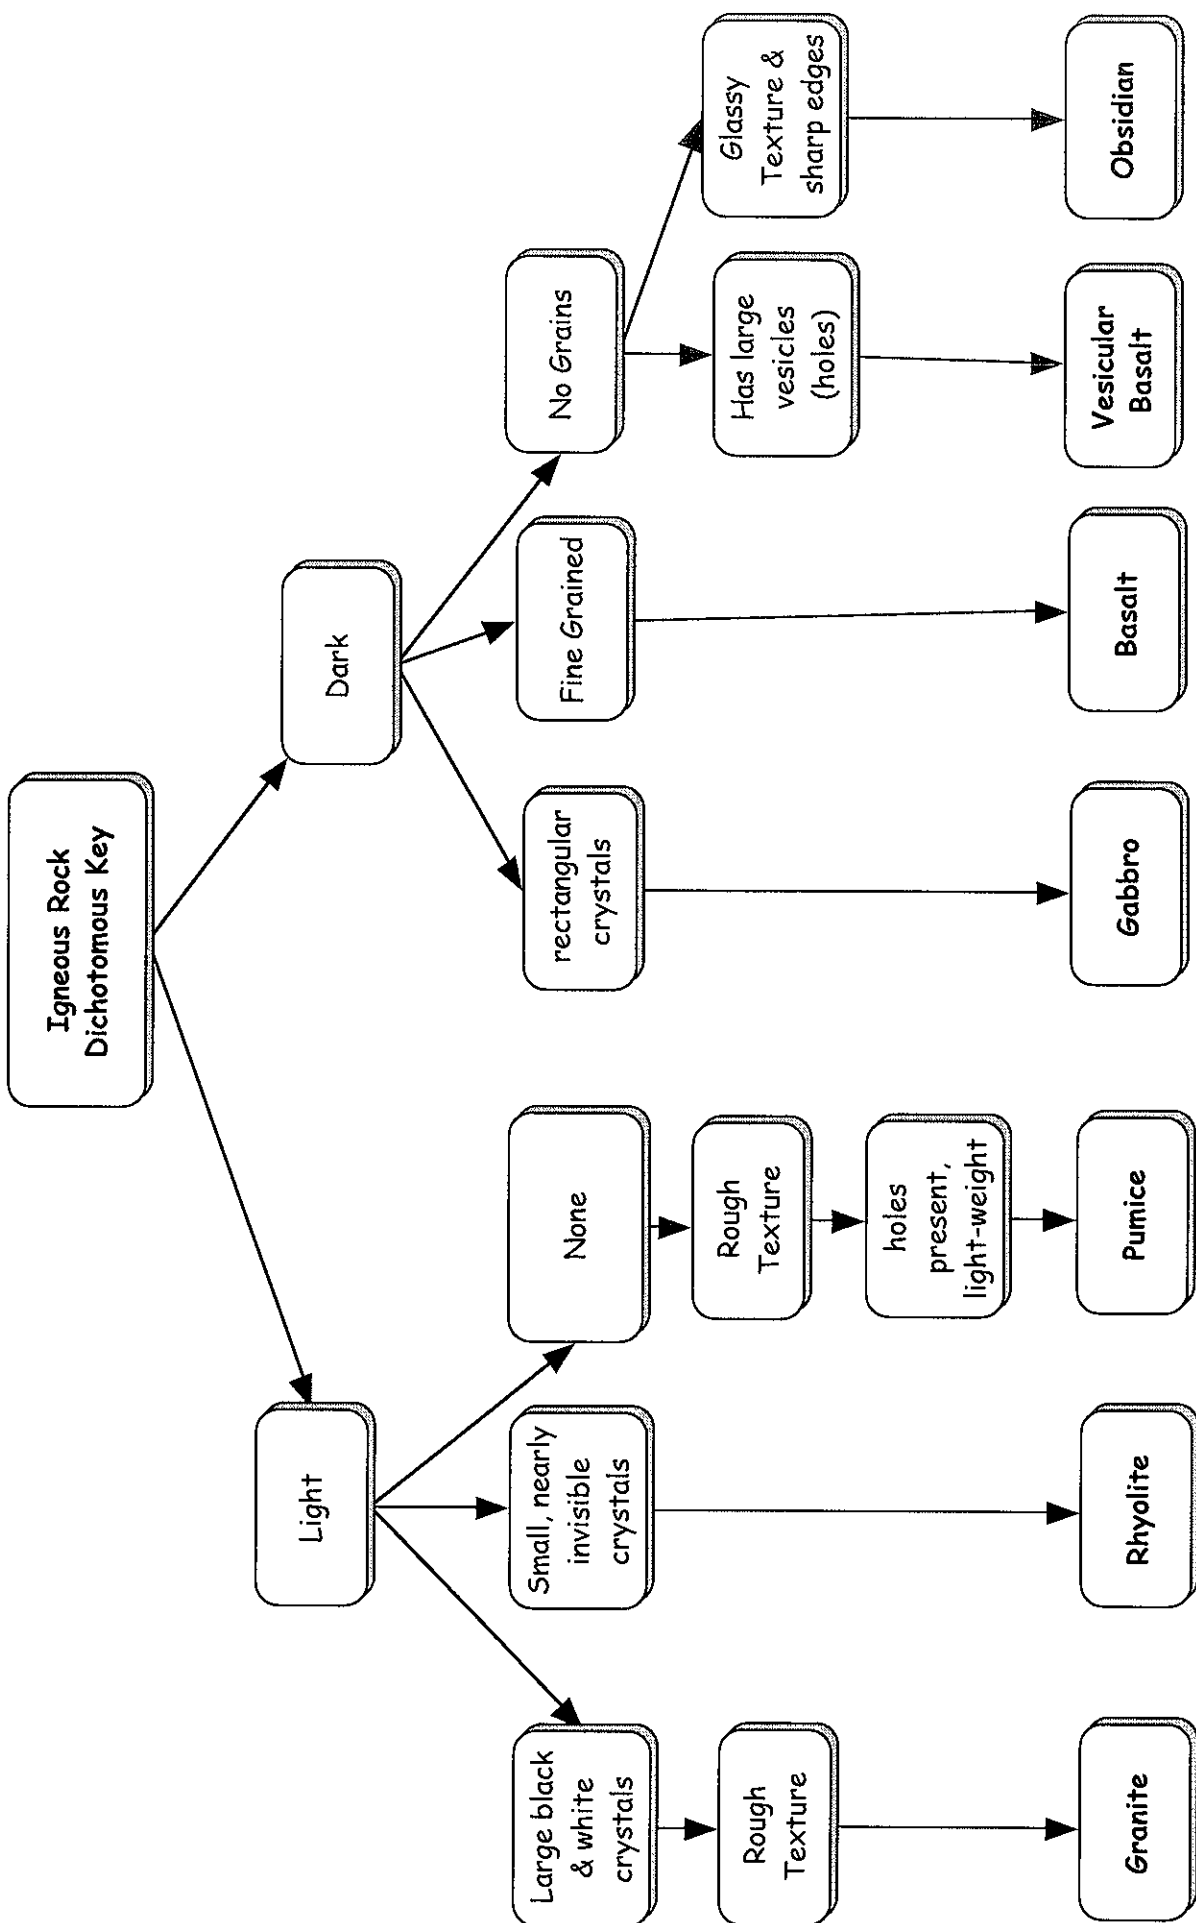 Igneous Rock
Dichotomous Key
Light
Dark
Large black
& white
crystals
Small, nearly
invisible
crystals
None
rectangular
crystals
Fine Grained
No Grains
Rough
Texture
Rough
Texture
Has large
vesicles
(holes)
Glassy
Texture &
sharp edges
holes
present,
light-weight
Granite
Rhyolite
Pumice
Gabbro
Basalt
Vesicular
Basalt
Obsidian